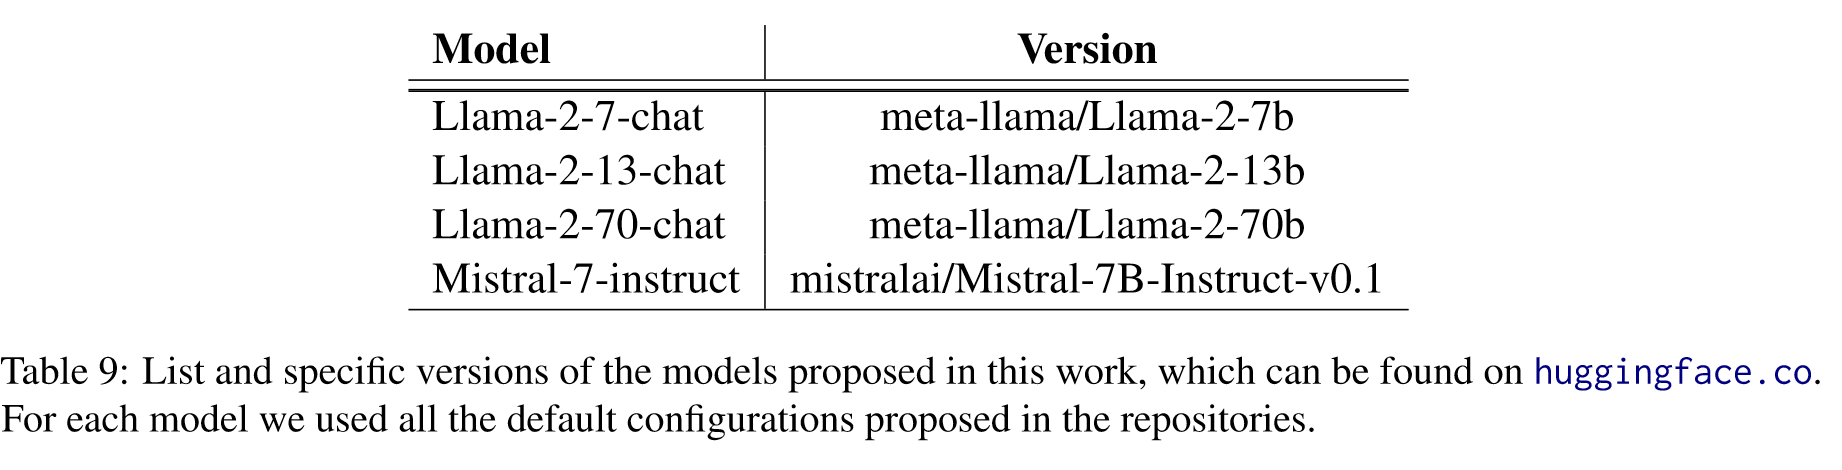 Model Version
Llama-2-7-chat meta-llama/Llama-2-7b
Llama-2-13-chat meta-llama/Llama-2-13b
Llama-2-70-chat meta-llama/Llama-2-70b
Mistral-7-instruct mistralai/Mistral-7B-Instruct-v0.1
Table 9: List and specific versions of the models proposed in this work, which can be found on huggingface.co.
For each model we used all the default configurations proposed in the repositories.